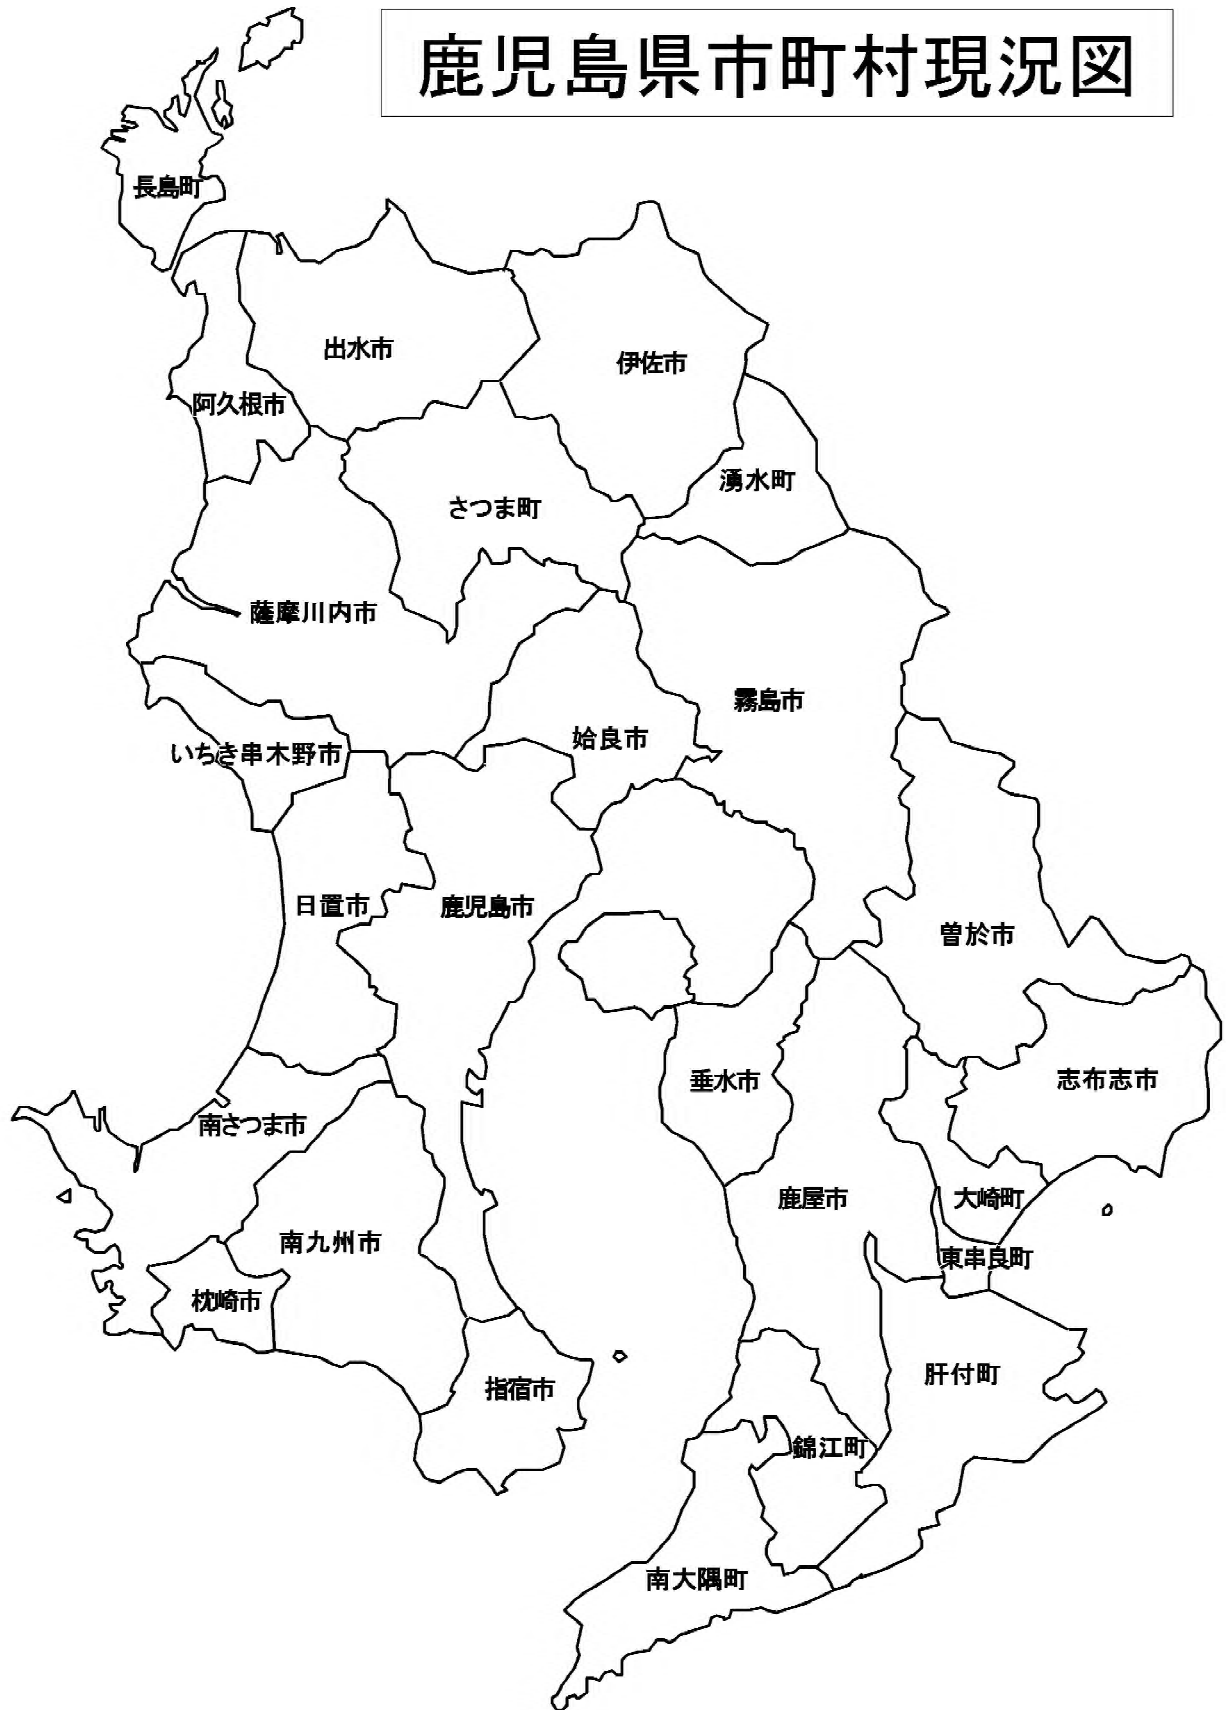 鹿児島県市町村現況図
長島町
出水市
伊佐市
阿久根市
湧水町
さつま町
薩摩川内市
霧島市
姶良市
いちき串木野市
日置市
鹿児島市
曽於市
垂水市
志布志市
南さつま市
鹿屋市
大崎町
南九州市
東串良町
枕崎市
肝付町
指宿市
錦江町
南大隅町